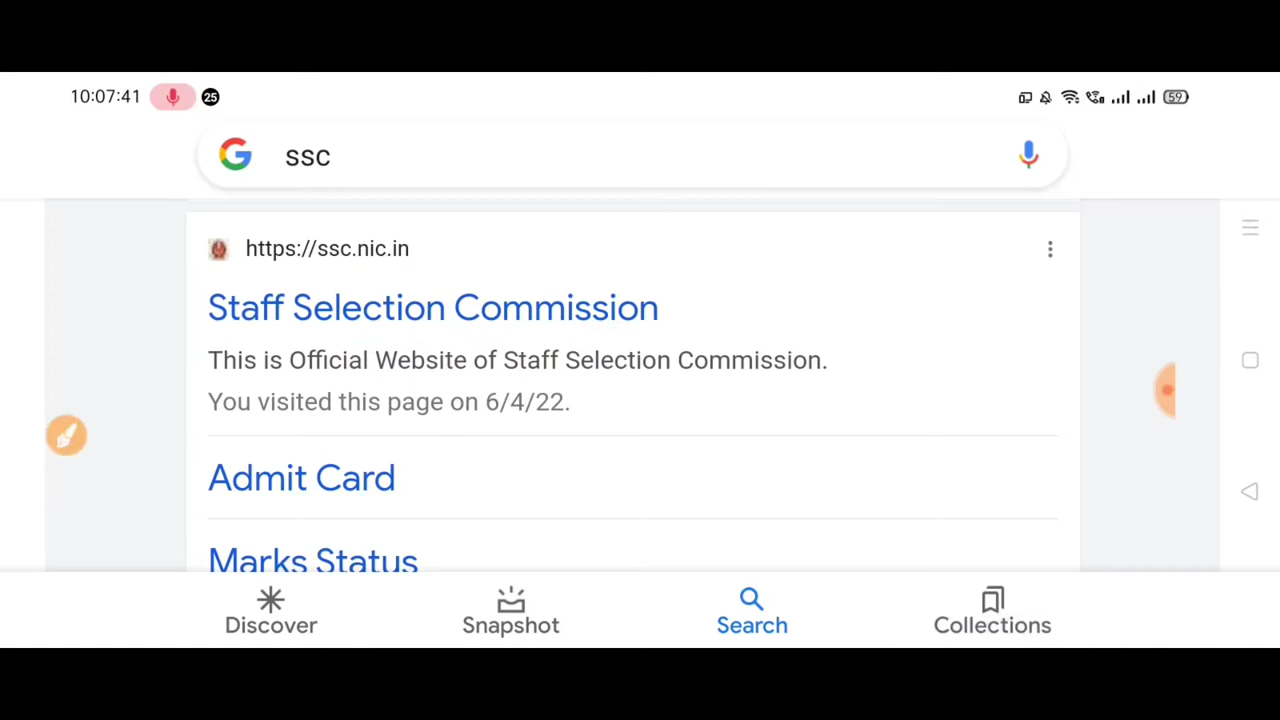 10:07:41 25 59
ssc
https://ssc.nic.in
Staff Selection Commission
This is Official Website of Staff Selection Commission.
You visited this page on 6/4/22.
Admit Card
Marks Status
Discover Snapshot Search Collections